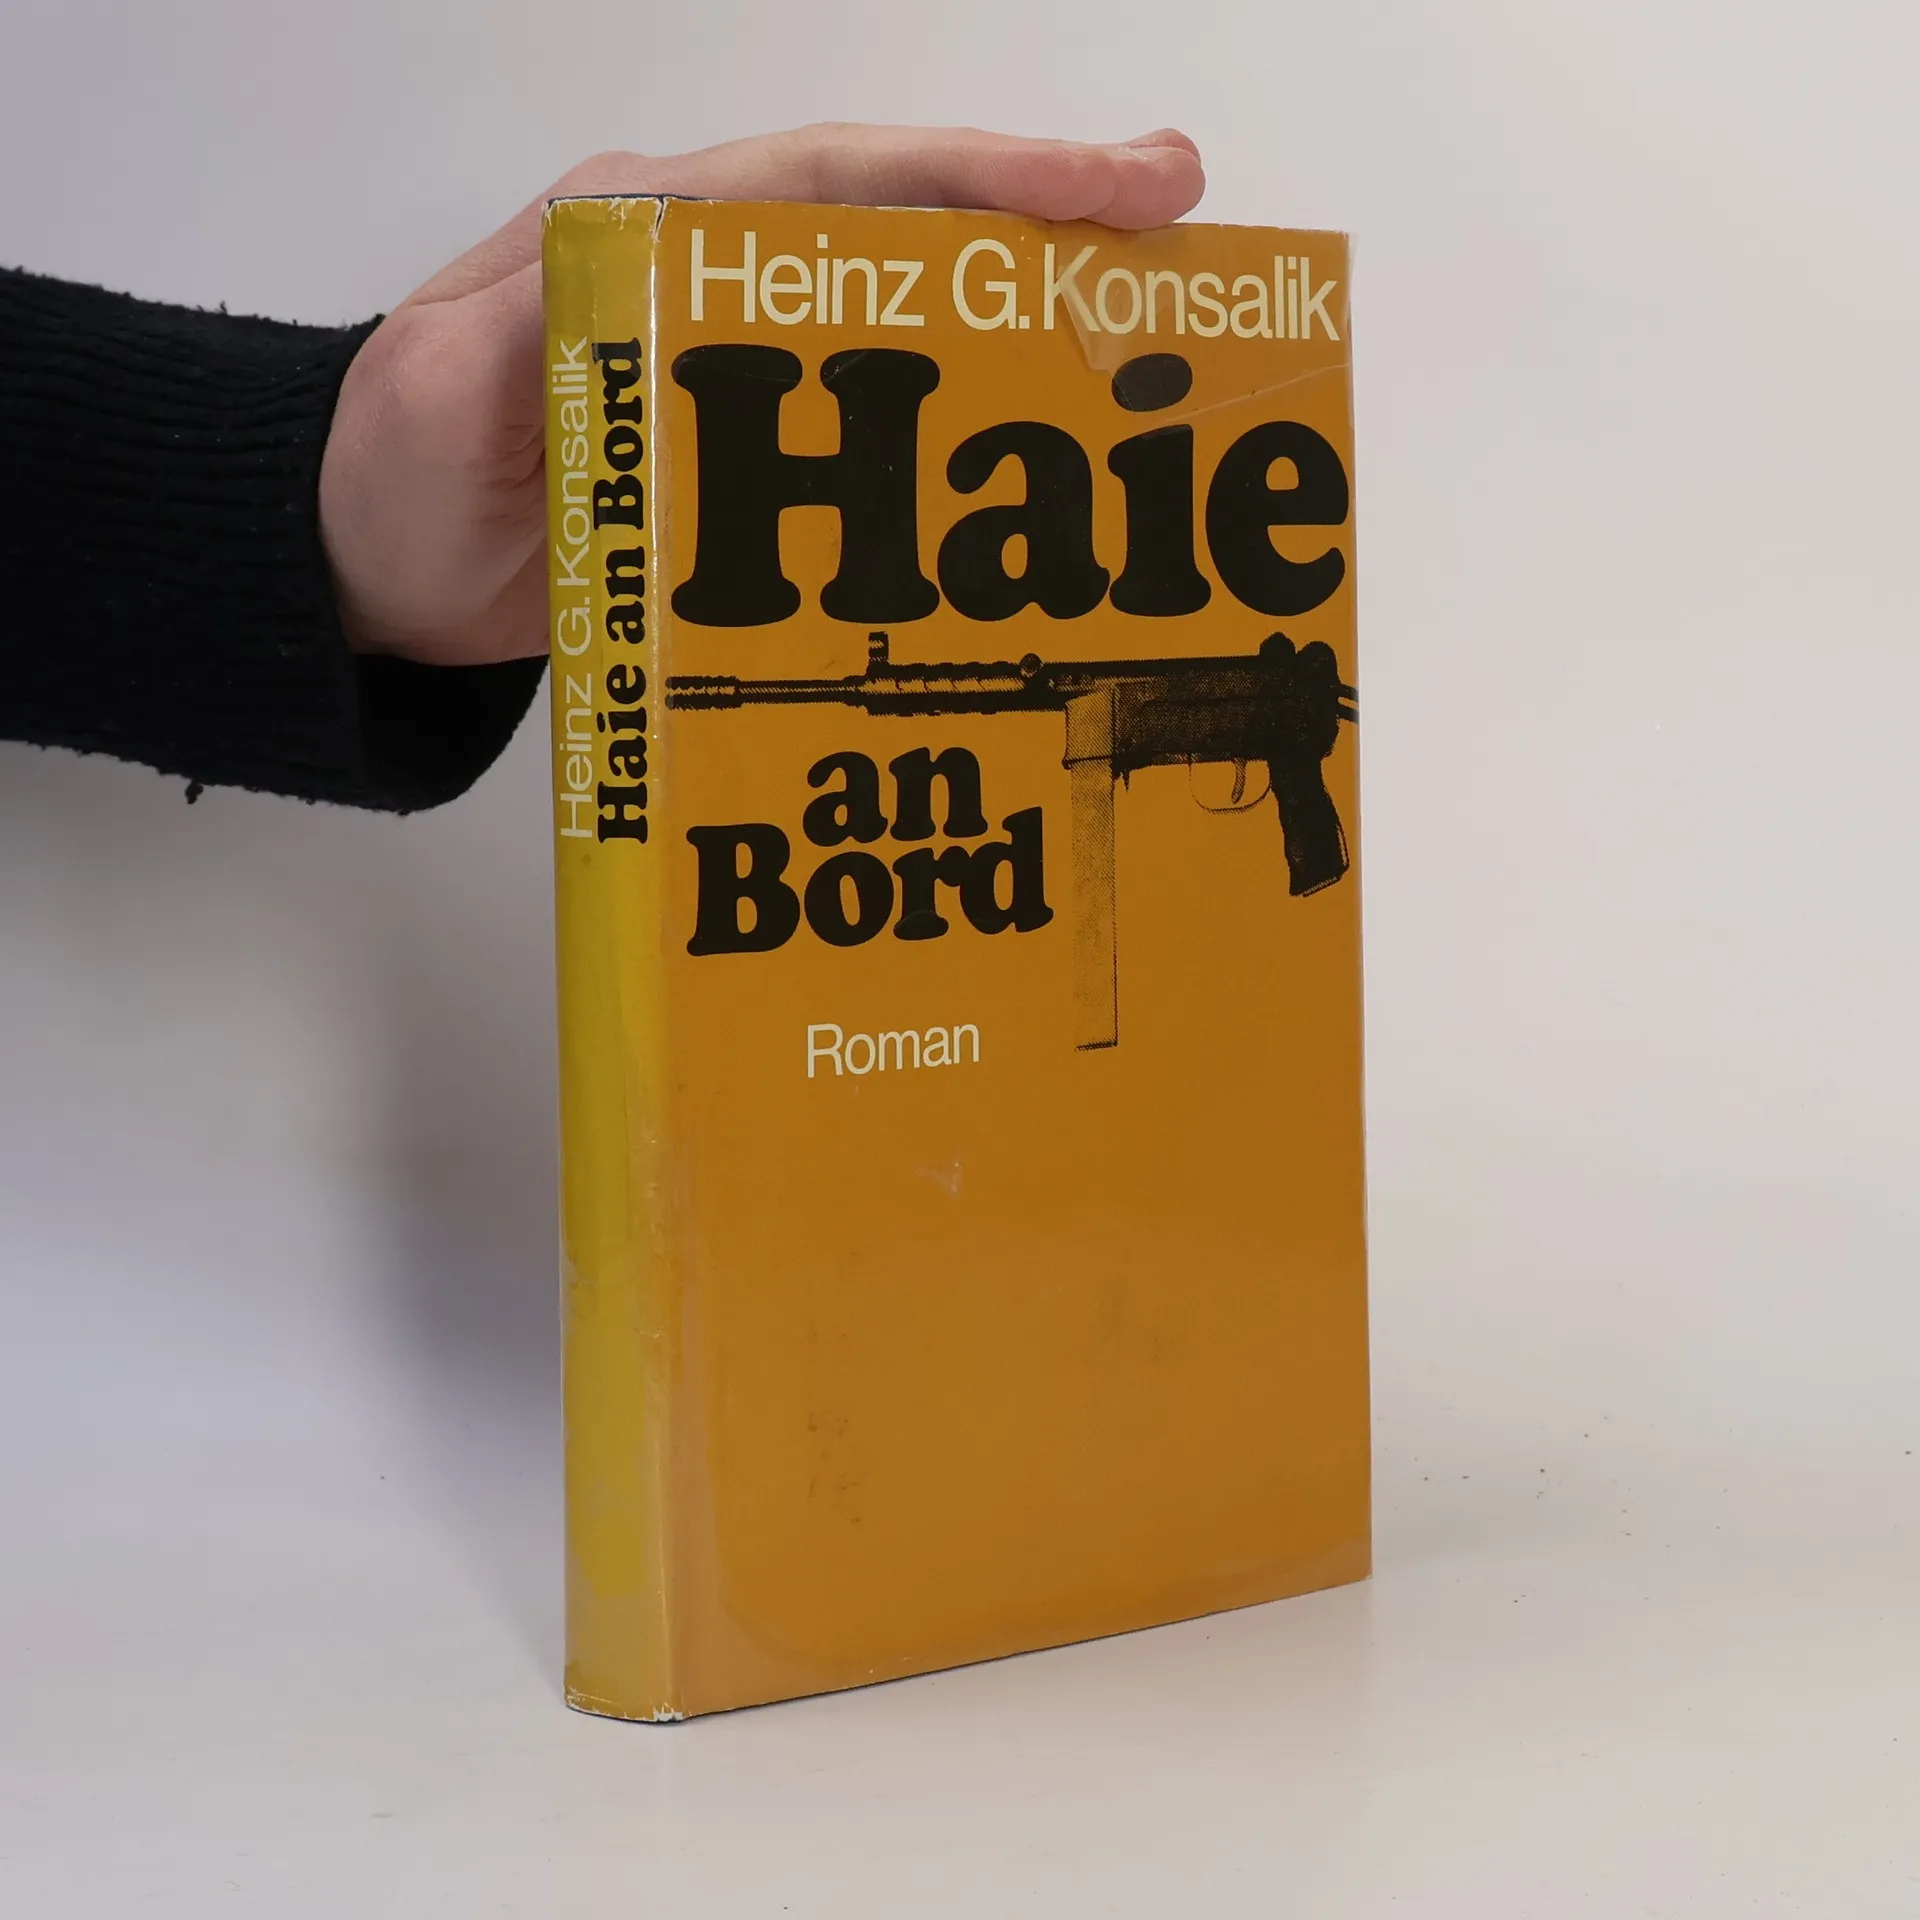 Heinz G. Konsalik
Haie an Bord
Heinz G. Konsalik
Haie
an
Bord
Roman